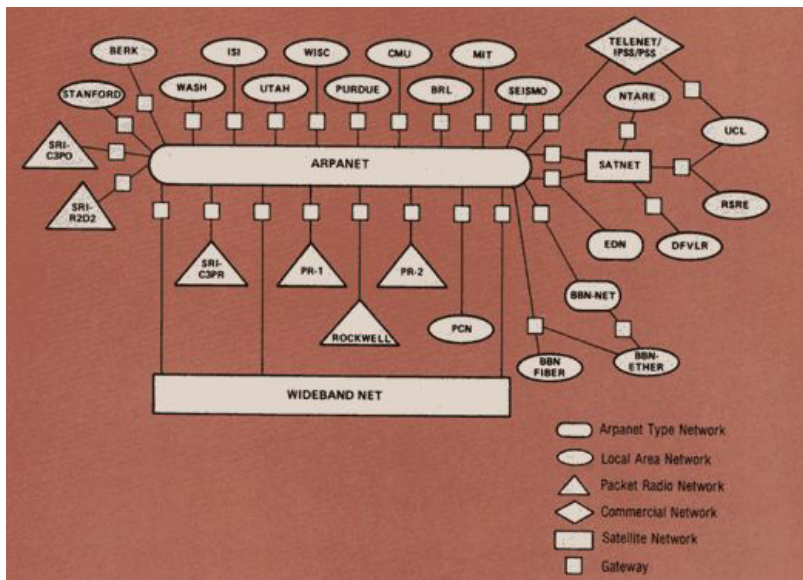 BERK
ISI
WISC
CMU
MIT
TELENET/
IPSS/PSS
STANFORD
WASH
UTAH
PURDUE
BRL
SEISMO
NTARE
UCL
SRI-
C3PO
ARPANET
SATNET
SRI-
R2D2
RSRE
EDN
DFVLR
SRI-
C3PR
PR-1
PR-2
BBN-NET
ROCKWELL
PCN
BBN
FIBER
BBN-
ETHER
WIDEBAND NET
Arpanet Type Network
Local Area Network
Packet Radio Network
Commercial Network
Satellite Network
Gateway